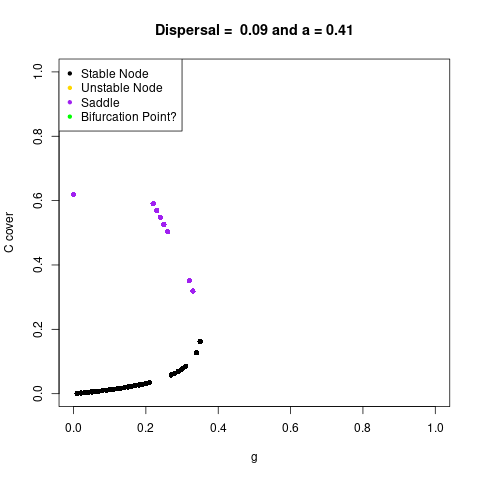 Dispersal =  0.09 and a = 0.41
Stable Node
Unstable Node
Saddle
Bifurcation Point?
C cover
1.0
0.8
0.6
0.4
0.2
0.0
0.0 0.2 0.4 0.6 0.8 1.0
g